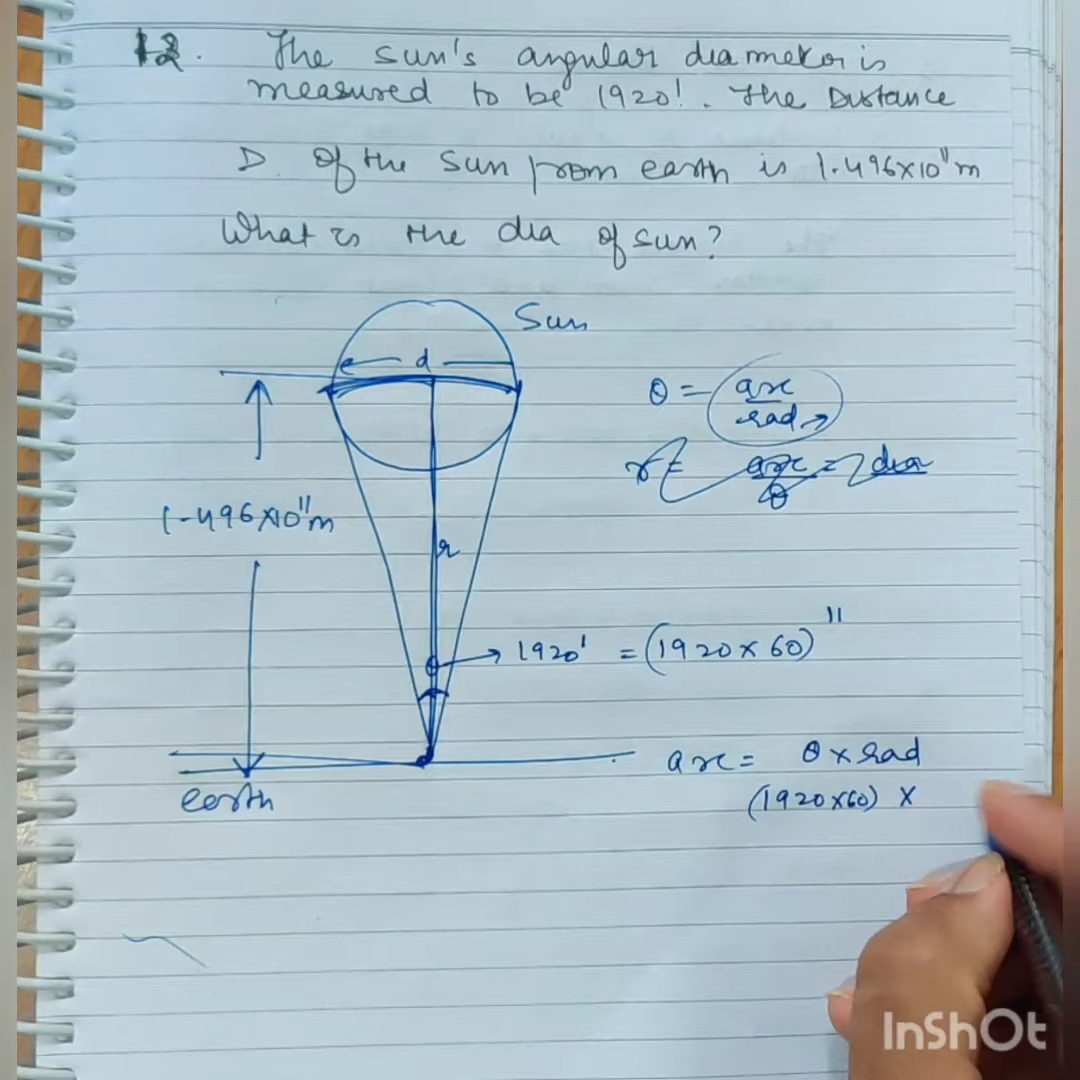 12. The sun's angular diameter is
measured to be 1920'. The Distance
D of the sun from earth is 1.496×10¹¹m
What is the dia of sun?
Sun
d
θ = arc/rad
r = arc/θ = dia
1.496×10¹¹m
r
θ → 1920' = (1920×60)''
arc = θ × rad
(1920×60) ×
earth
InShOt